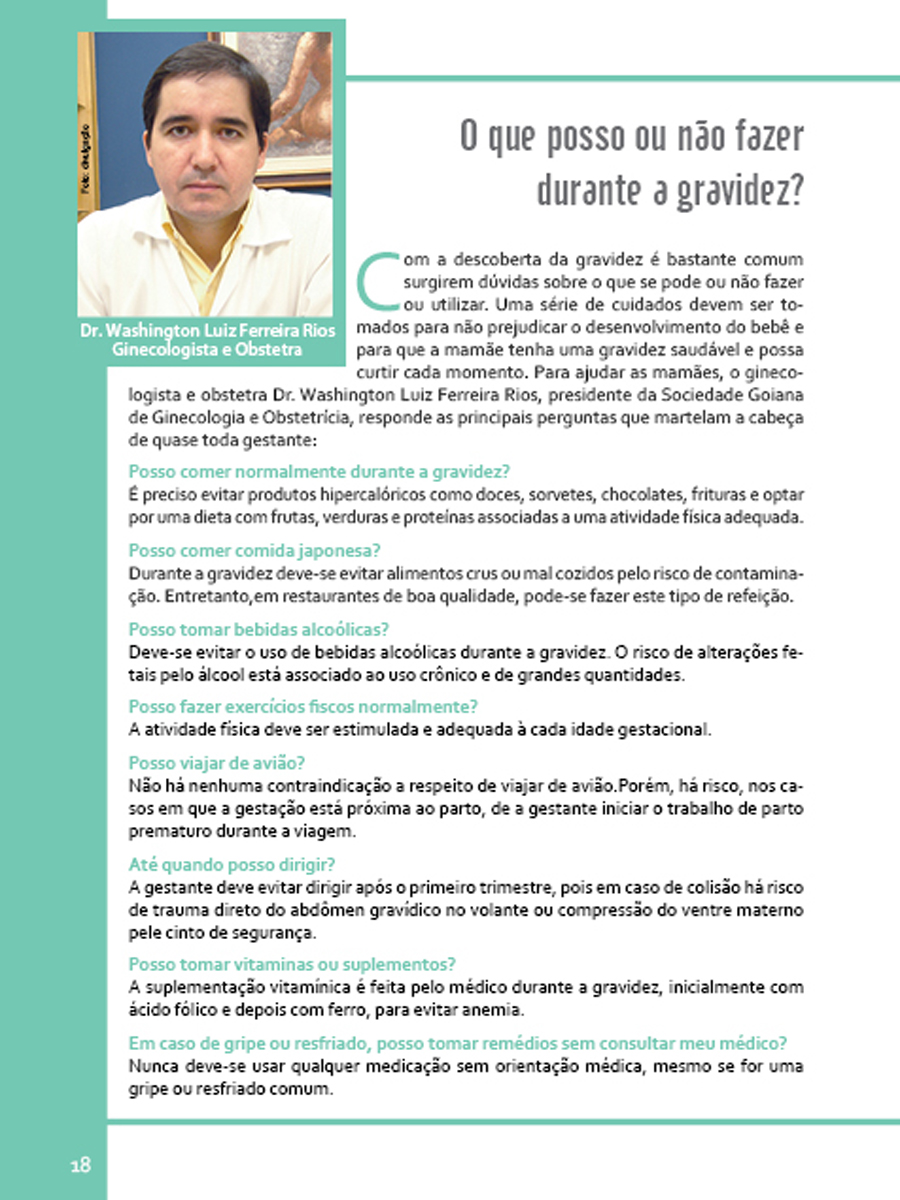 Foto: divulgação
Dr. Washington Luiz Ferreira Rios
Ginecologista e Obstetra
O que posso ou não fazer
durante a gravidez?
Com a descoberta da gravidez é bastante comum
surgirem dúvidas sobre o que se pode ou não fazer
ou utilizar. Uma série de cuidados devem ser to-
mados para não prejudicar o desenvolvimento do bebê e
para que a mamãe tenha uma gravidez saudável e possa
curtir cada momento. Para ajudar as mamães, o gineco-
logista e obstetra Dr. Washington Luiz Ferreira Rios, presidente da Sociedade Goiana
de Ginecologia e Obstetrícia, responde as principais perguntas que martelam a cabeça
de quase toda gestante:
Posso comer normalmente durante a gravidez?
É preciso evitar produtos hipercalóricos como doces, sorvetes, chocolates, frituras e optar
por uma dieta com frutas, verduras e proteínas associadas a uma atividade física adequada.
Posso comer comida japonesa?
Durante a gravidez deve-se evitar alimentos crus ou mal cozidos pelo risco de contamina-
ção. Entretanto,em restaurantes de boa qualidade, pode-se fazer este tipo de refeição.
Posso tomar bebidas alcoólicas?
Deve-se evitar o uso de bebidas alcoólicas durante a gravidez. O risco de alterações fe-
tais pelo álcool está associado ao uso crônico e de grandes quantidades.
Posso fazer exercícios fiscos normalmente?
A atividade física deve ser estimulada e adequada à cada idade gestacional.
Posso viajar de avião?
Não há nenhuma contraindicação a respeito de viajar de avião.Porém, há risco, nos ca-
sos em que a gestação está próxima ao parto, de a gestante iniciar o trabalho de parto
prematuro durante a viagem.
Até quando posso dirigir?
A gestante deve evitar dirigir após o primeiro trimestre, pois em caso de colisão há risco
de trauma direto do abdômen gravídico no volante ou compressão do ventre materno
pele cinto de segurança.
Posso tomar vitaminas ou suplementos?
A suplementação vitamínica é feita pelo médico durante a gravidez, inicialmente com
ácido fólico e depois com ferro, para evitar anemia.
Em caso de gripe ou resfriado, posso tomar remédios sem consultar meu médico?
Nunca deve-se usar qualquer medicação sem orientação médica, mesmo se for uma
gripe ou resfriado comum.
18